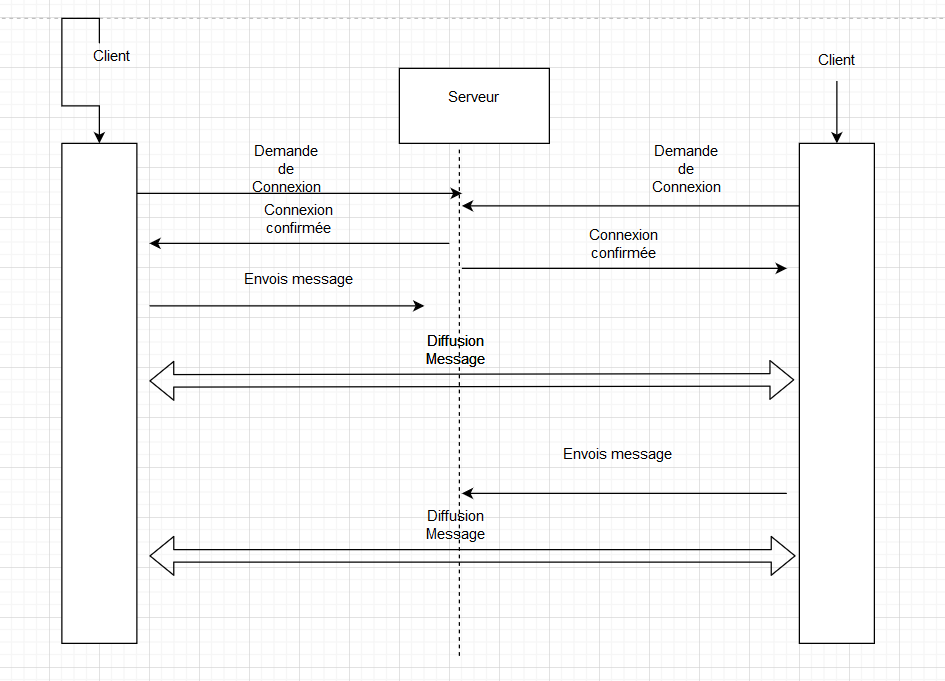 Client
Client
Serveur
Demande
de
Connexion
Demande
de
Connexion
Connexion
confirmée
Connexion
confirmée
Envois message
Diffusion
Message
Envois message
Diffusion
Message